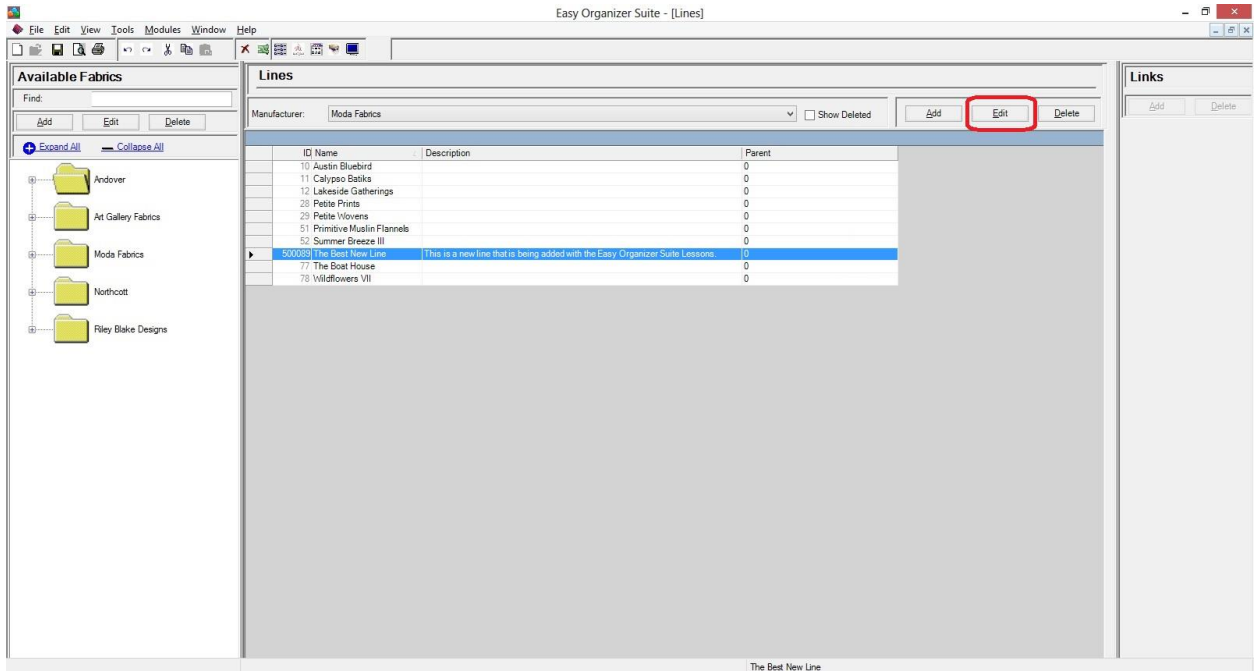 Easy Organizer Suite - [Lines]
File Edit View Tools Modules Window Help
Available Fabrics
Find:
Add Edit Delete
Expand All Collapse All
Andover
Art Gallery Fabrics
Moda Fabrics
Northcott
Riley Blake Designs
Lines
Manufacturer: Moda Fabrics Show Deleted Add Edit Delete
ID Name Description Parent
10 Austin Bluebird 0
11 Calypso Batiks 0
12 Lakeside Gatherings 0
28 Petite Prints 0
29 Petite Wovens 0
51 Primitive Muslin Flannels 0
52 Summer Breeze III 0
500089 The Best New Line This is a new line that is being added with the Easy Organizer Suite Lessons. 0
77 The Boat House 0
78 Wildflowers VII 0
Links
Add Delete
The Best New Line